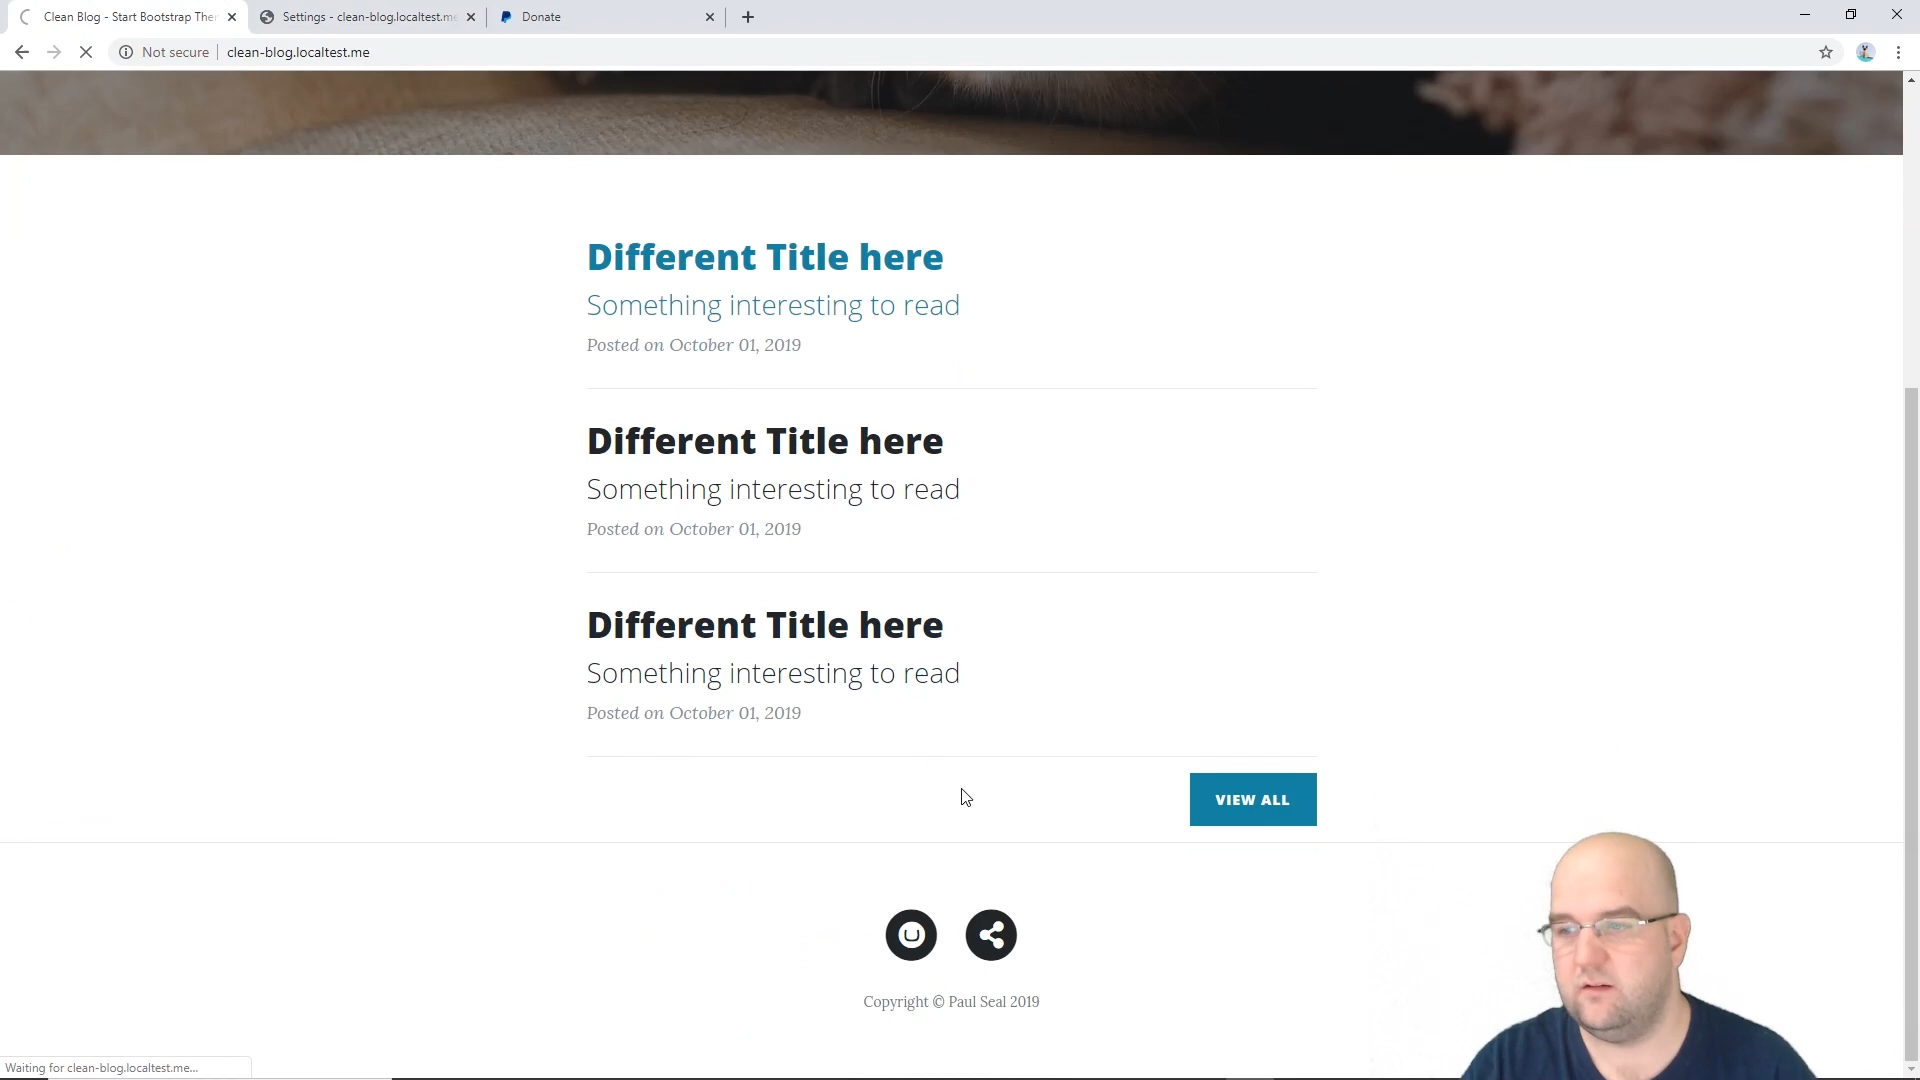 Clean Blog - Start Bootstrap Ther
Settings - clean-blog.localtest.me
Donate
Not secure
clean-blog.localtest.me
Different Title here
Something interesting to read
Posted on October 01, 2019
Different Title here
Something interesting to read
Posted on October 01, 2019
Different Title here
Something interesting to read
Posted on October 01, 2019
VIEW ALL
Copyright © Paul Seal 2019
Waiting for clean-blog.localtest.me...